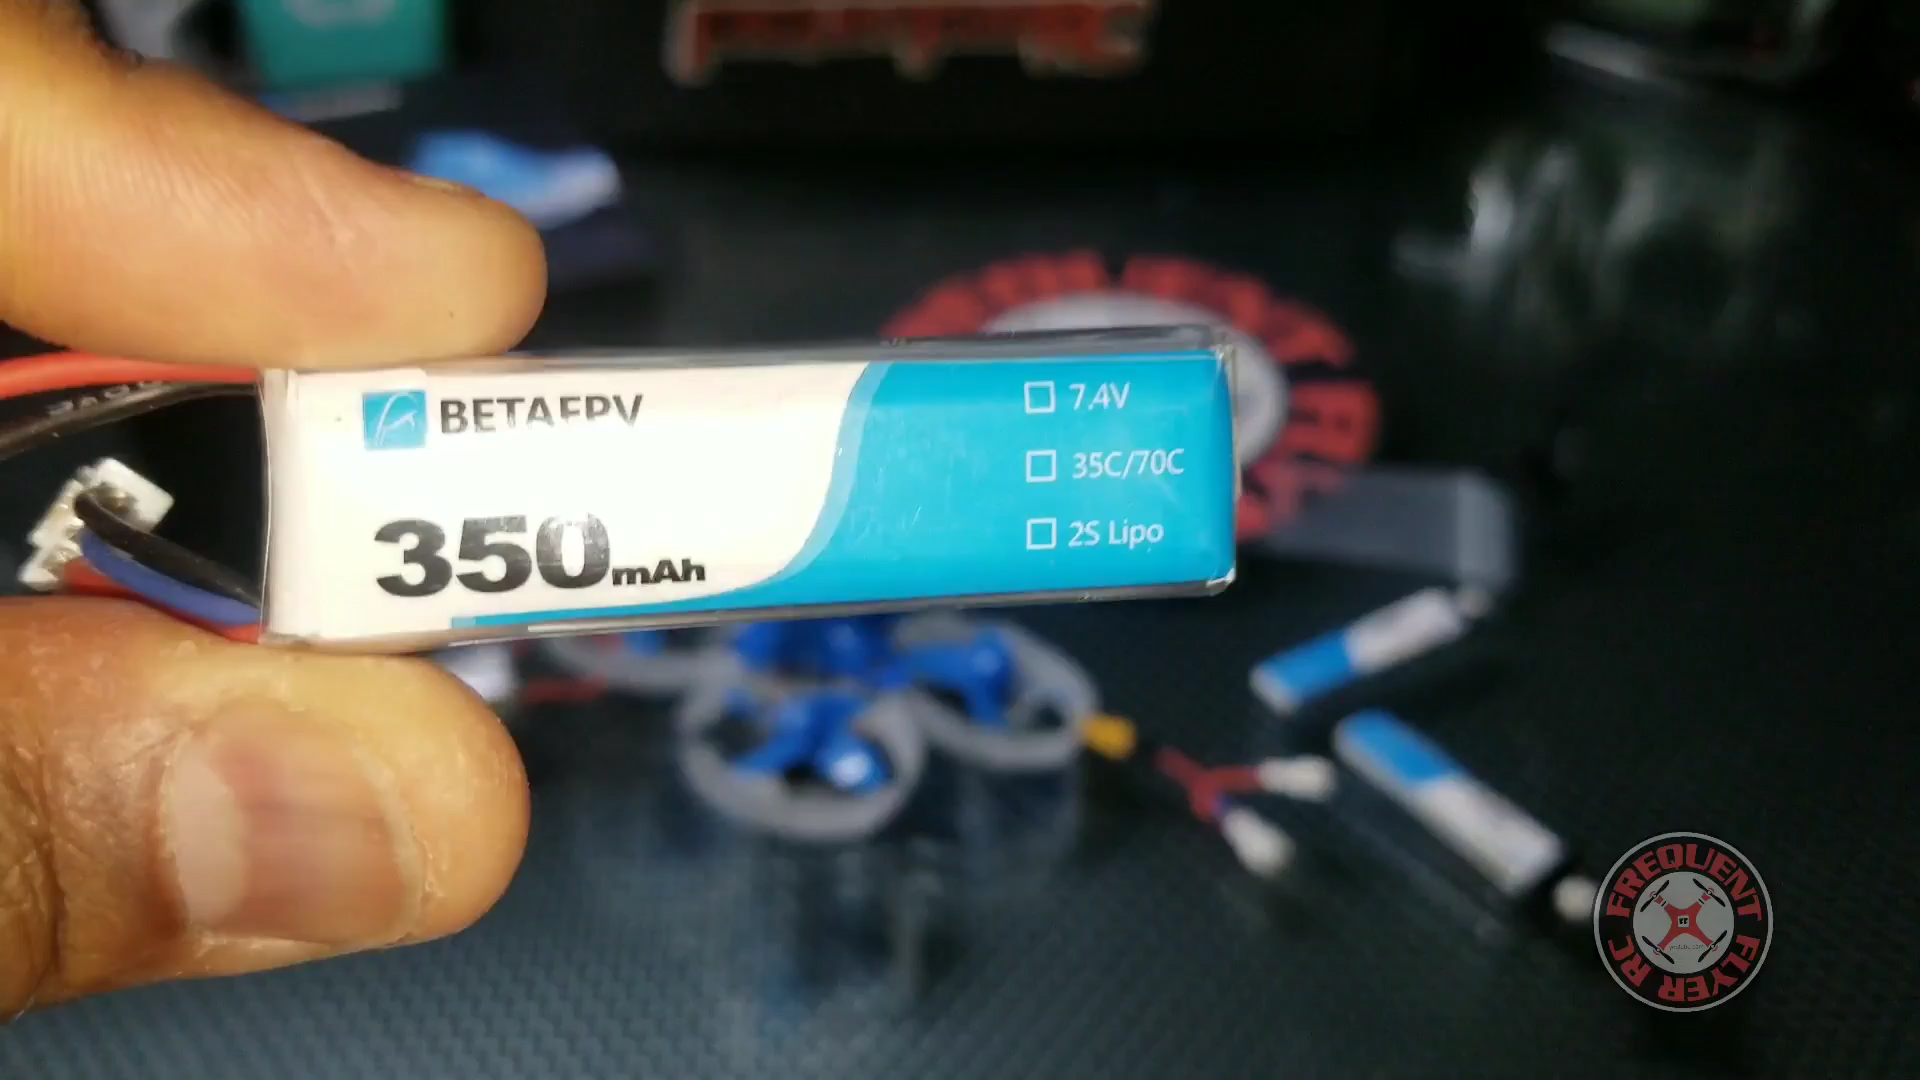 BETAFPV
350mAh
7.4V
35C/70C
2S Lipo
FREQUENT FLYER RC